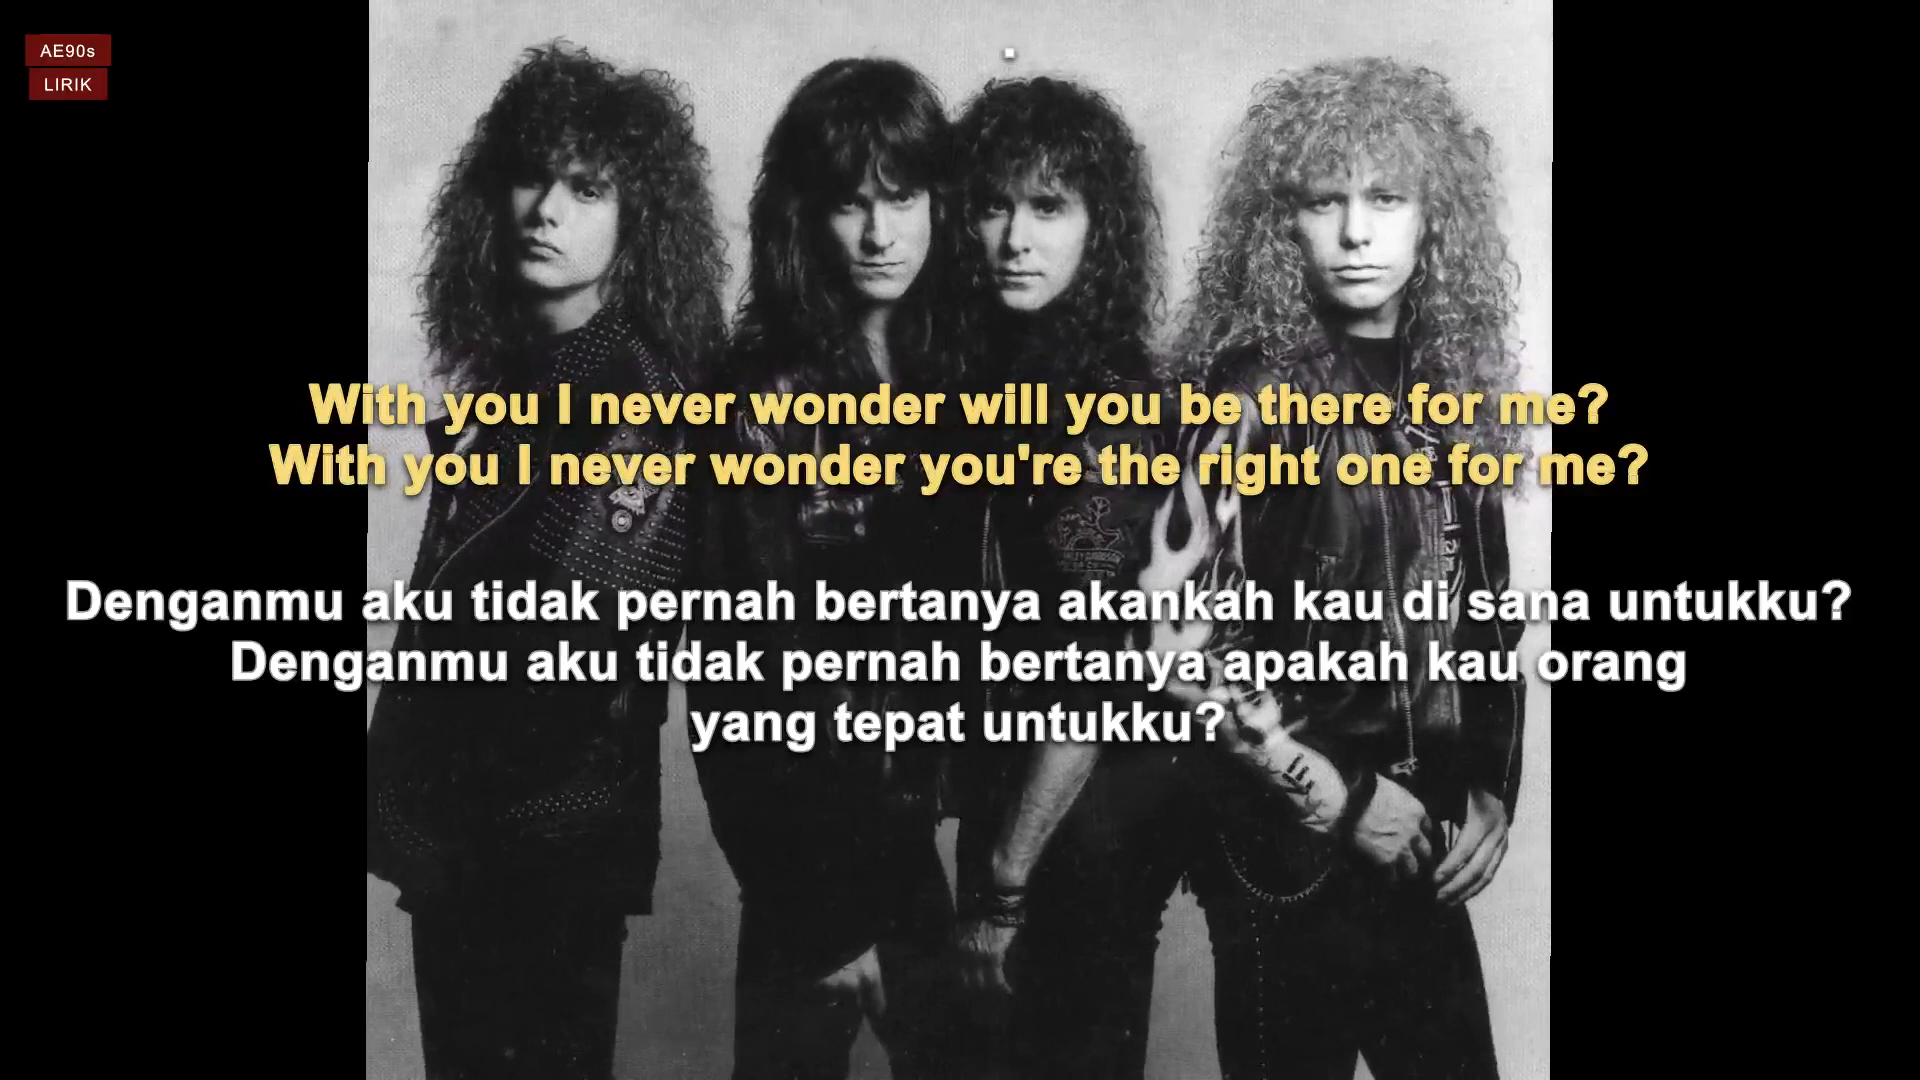 AE90s
LIRIK
With you I never wonder will you be there for me?
With you I never wonder you're the right one for me?
Denganmu aku tidak pernah bertanya akankah kau di sana untukku?
Denganmu aku tidak pernah bertanya apakah kau orang
yang tepat untukku?